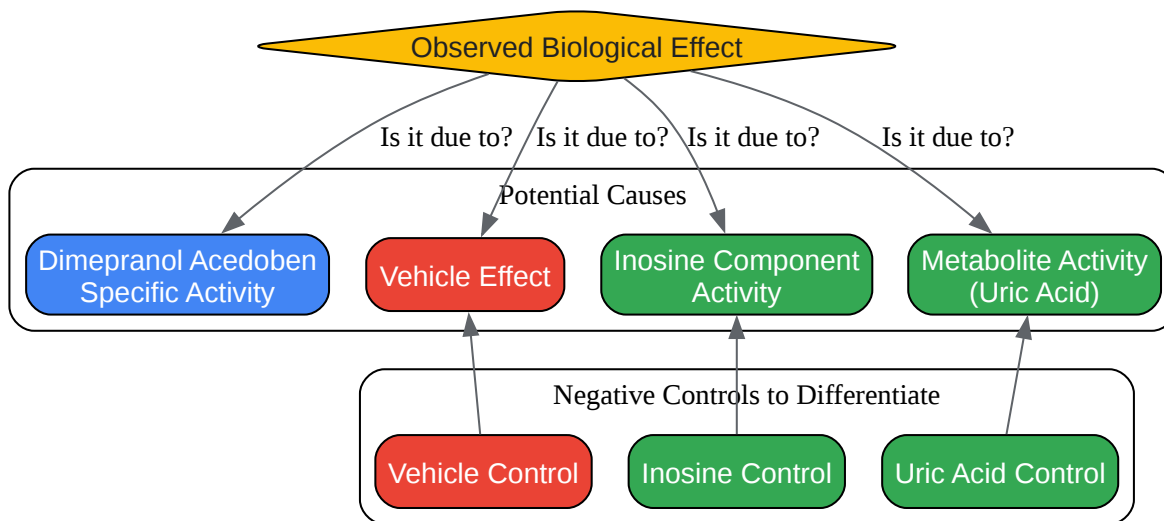 Observed Biological Effect
Is it due to?
Is it due to?
Is it due to?
Is it due to?
Potential Causes
Dimepranol Acedoben
Specific Activity
Vehicle Effect
Inosine Component
Activity
Metabolite Activity
(Uric Acid)
Negative Controls to Differentiate
Vehicle Control
Inosine Control
Uric Acid Control